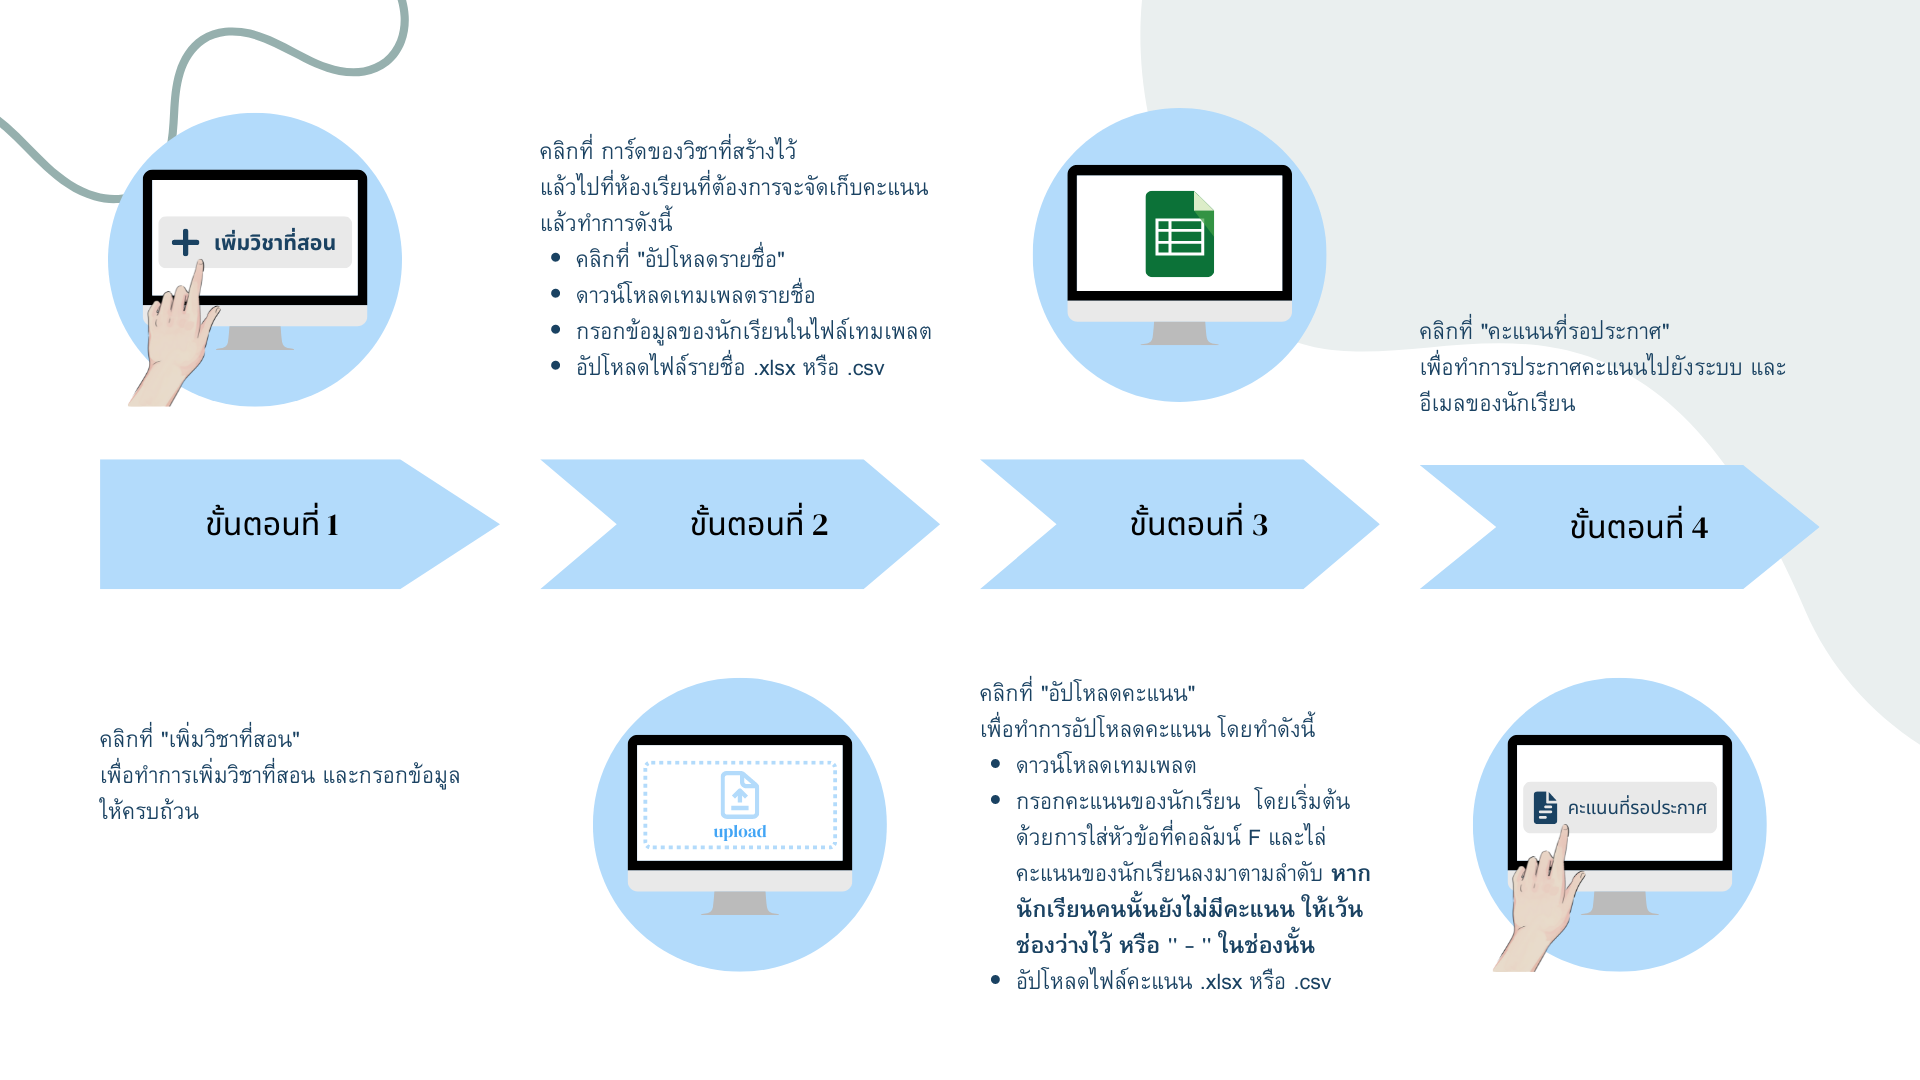 เพิ่มวิชาที่สอน
ขั้นตอนที่ 1
คลิกที่ "เพิ่มวิชาที่สอน"
เพื่อทำการเพิ่มวิชาที่สอน และกรอกข้อมูล
ให้ครบถ้วน
คลิกที่ การ์ดของวิชาที่สร้างไว้
แล้วไปที่ห้องเรียนที่ต้องการจะจัดเก็บคะแนน
แล้วทำการดังนี้
• คลิกที่ "อัปโหลดรายชื่อ"
• ดาวน์โหลดเทมเพลตรายชื่อ
• กรอกข้อมูลของนักเรียนในไฟล์เทมเพลต
• อัปโหลดไฟล์รายชื่อ .xlsx หรือ .csv
ขั้นตอนที่ 2
upload
ขั้นตอนที่ 3
คลิกที่ "อัปโหลดคะแนน"
เพื่อทำการอัปโหลดคะแนน โดยทำดังนี้
• ดาวน์โหลดเทมเพลต
• กรอกคะแนนของนักเรียน โดยเริ่มต้น
ด้วยการใส่หัวข้อที่คอลัมน์ F และไล่
คะแนนของนักเรียนลงมาตามลำดับ หาก
นักเรียนคนนั้นยังไม่มีคะแนน ให้เว้น
ช่องว่างไว้ หรือ " - " ในช่องนั้น
• อัปโหลดไฟล์คะแนน .xlsx หรือ .csv
คลิกที่ "คะแนนที่รอประกาศ"
เพื่อทำการประกาศคะแนนไปยังระบบ และ
อีเมลของนักเรียน
ขั้นตอนที่ 4
คะแนนที่รอประกาศ